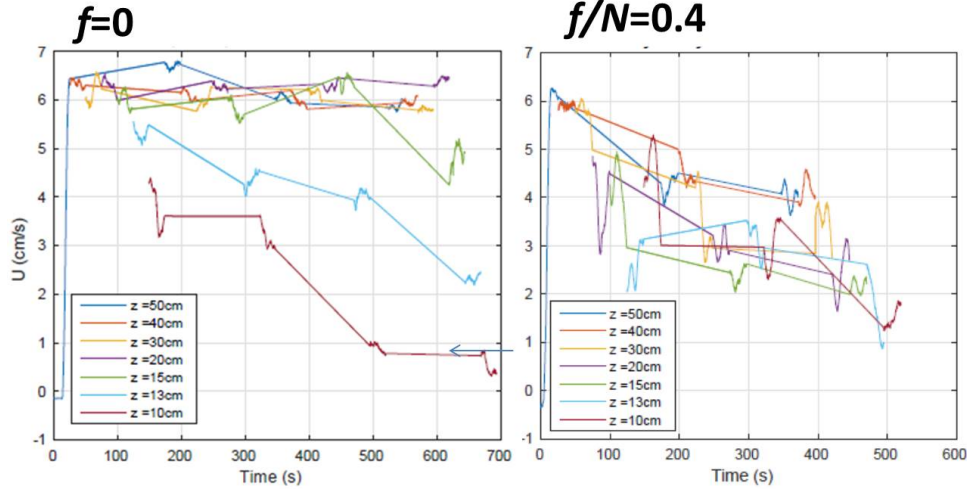 f=0
f/N=0.4
7
6
5
4
3
2
1
0
-1
U (cm/s)
z =50cm
z =40cm
z =30cm
z =20cm
z =15cm
z =13cm
z =10cm
0 100 200 300 400 500 600 700
Time (s)
7
6
5
4
3
2
1
0
-1
z =50cm
z =40cm
z =30cm
z =20cm
z =15cm
z =13cm
z =10cm
0 100 200 300 400 500 600
Time (s)